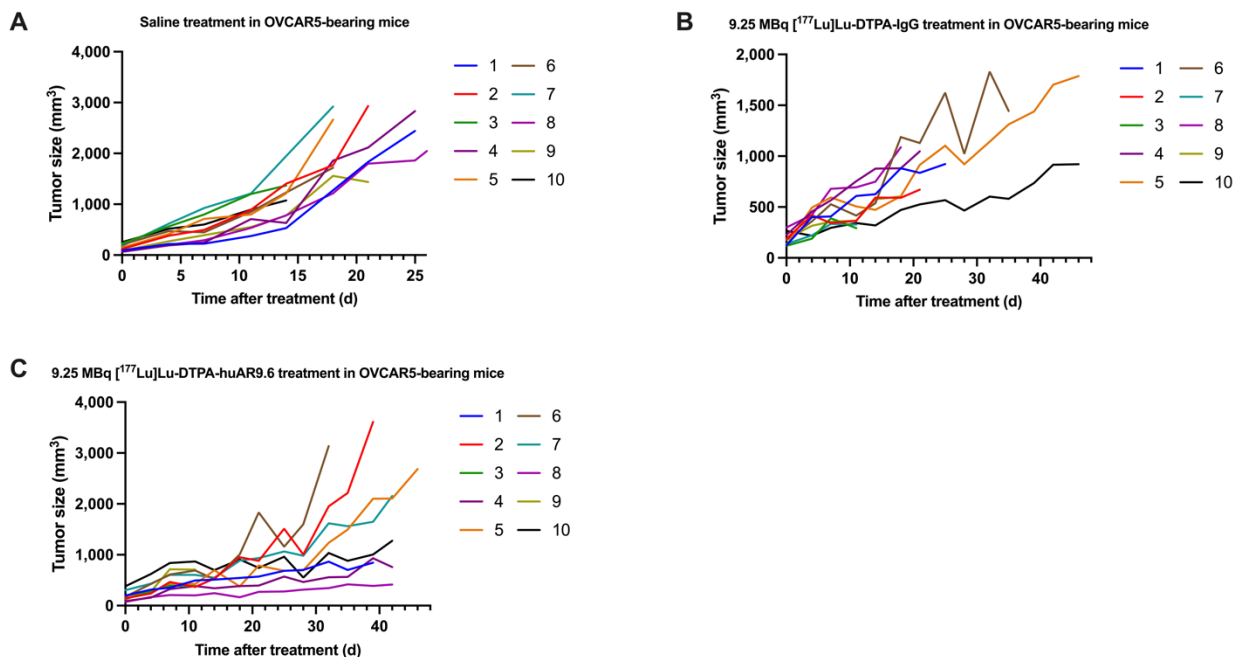 A
Saline treatment in OVCAR5-bearing mice
4,000
3,000
2,000
1,000
0
Tumor size (mm³)
0 5 10 15 20 25
Time after treatment (d)
1 6
2 7
3 8
4 9
5 10
B
9.25 MBq [¹⁷⁷Lu]Lu-DTPA-IgG treatment in OVCAR5-bearing mice
2,000
1,500
1,000
500
0
Tumor size (mm³)
0 10 20 30 40
Time after treatment (d)
1 6
2 7
3 8
4 9
5 10
C
9.25 MBq [¹⁷⁷Lu]Lu-DTPA-huAR9.6 treatment in OVCAR5-bearing mice
4,000
3,000
2,000
1,000
0
Tumor size (mm³)
0 10 20 30 40
Time after treatment (d)
1 6
2 7
3 8
4 9
5 10